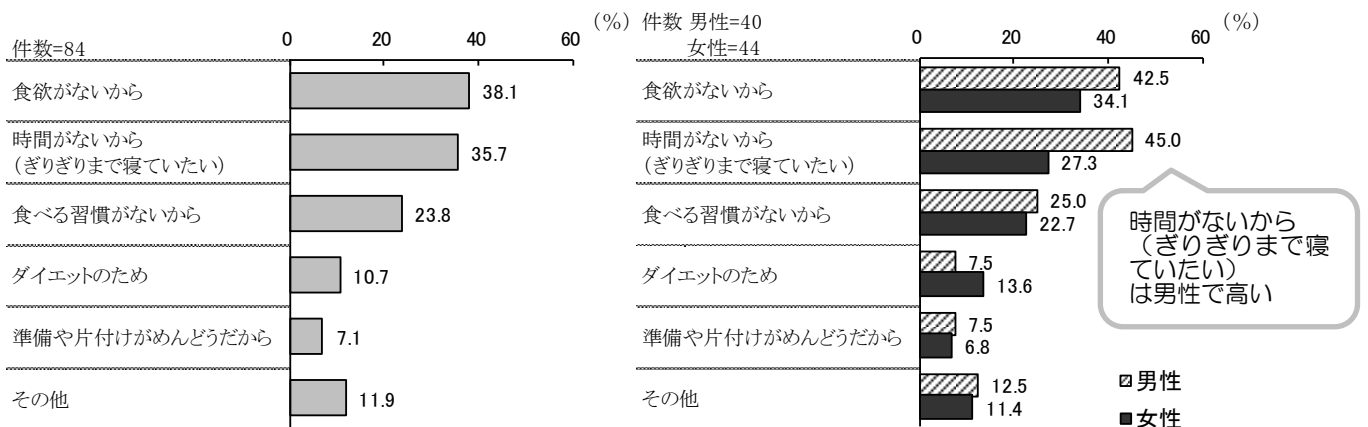 件数=84
(%)
0 20 40 60
食欲がないから 38.1
時間がないから
(ぎりぎりまで寝ていたい) 35.7
食べる習慣がないから 23.8
ダイエットのため 10.7
準備や片付けがめんどうだから 7.1
その他 11.9
件数 男性=40
女性=44
(%)
0 20 40 60
食欲がないから 42.5
34.1
時間がないから 45.0
(ぎりぎりまで寝ていたい) 27.3
食べる習慣がないから 25.0
22.7
ダイエットのため 7.5
13.6
準備や片付けがめんどうだから 7.5
6.8
その他 12.5
11.4
時間がないから
(ぎりぎりまで寝
ていたい)
は男性で高い
男性
女性